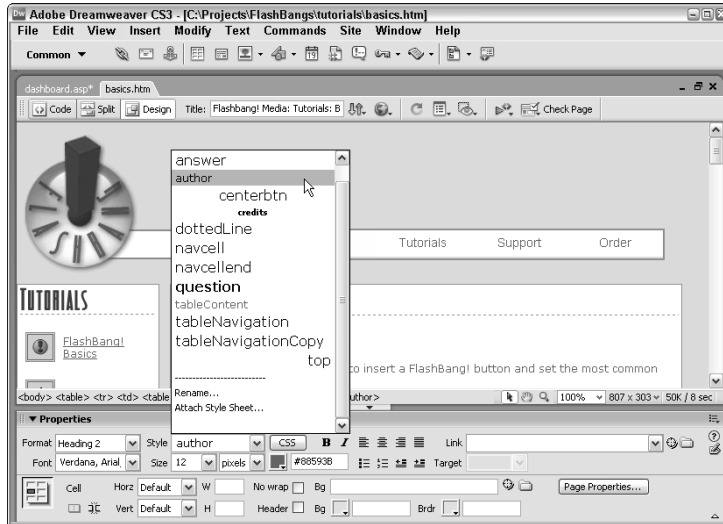 Dw Adobe Dreamweaver CS3 - [C:\Projects\FlashBangs\tutorials\basics.htm]
File Edit View Insert Modify Text Commands Site Window Help
Common
19
dashboard.asp* basics.htm
Code Split Design Title: Flashbang! Media: Tutorials: B Check Page
answer
author
centerbtn
credits
dottedLine
navcell
navcellend
question
tableContent
tableNavigation
tableNavigationCopy
top
Rename...
Attach Style Sheet...
Tutorials Support Order
TUTORIALS
FlashBang!
Basics
to insert a FlashBang! button and set the most common
<body> <table> <tr> <td> <table uthor> 100% 807 x 303 50K / 8 sec
Properties
Format Heading 2 Style author CSS B I Link
Font Verdana, Arial, Size 12 pixels #88593B Target
Cell Horz Default W No wrap Bg Page Properties...
Vert Default H Header Bg Brdr